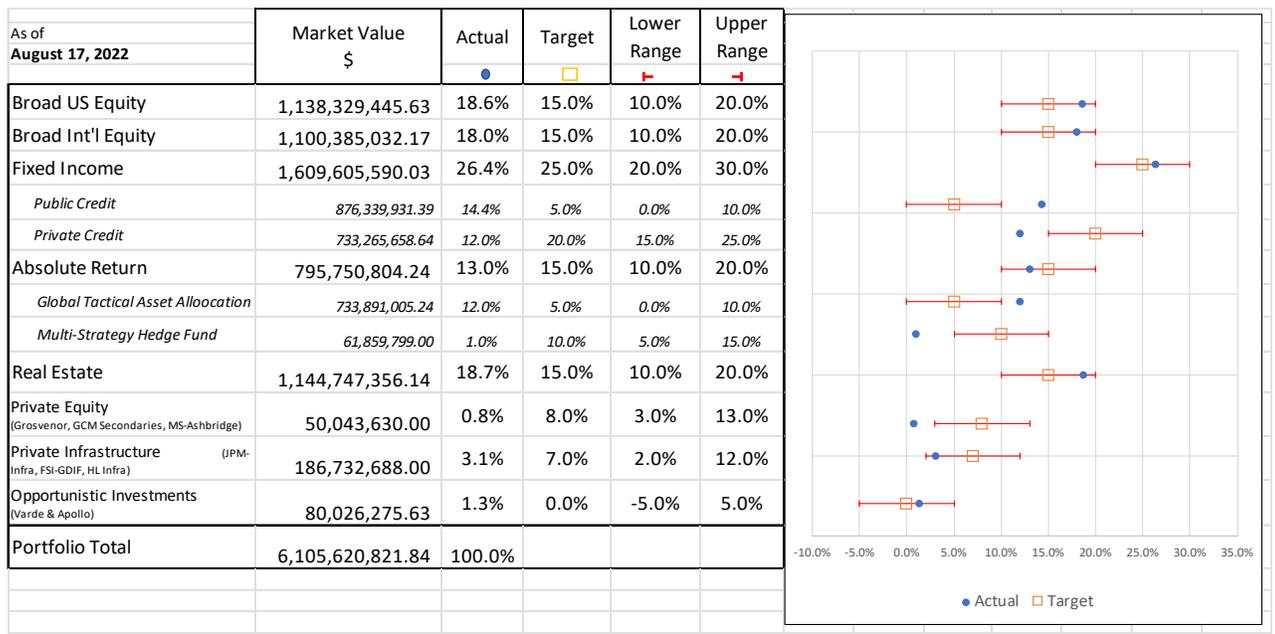 As of
August 17, 2022
Market Value
$
Actual
Target
Lower
Range
Upper
Range
Broad US Equity 1,138,329,445.63 18.6% 15.0% 10.0% 20.0%
Broad Int'l Equity 1,100,385,032.17 18.0% 15.0% 10.0% 20.0%
Fixed Income 1,609,605,590.03 26.4% 25.0% 20.0% 30.0%
Public Credit 876,339,931.39 14.4% 5.0% 0.0% 10.0%
Private Credit 733,265,658.64 12.0% 20.0% 15.0% 25.0%
Absolute Return 795,750,804.24 13.0% 15.0% 10.0% 20.0%
Global Tactical Asset Alloocation 733,891,005.24 12.0% 5.0% 0.0% 10.0%
Multi-Strategy Hedge Fund 61,859,799.00 1.0% 10.0% 5.0% 15.0%
Real Estate 1,144,747,356.14 18.7% 15.0% 10.0% 20.0%
Private Equity 50,043,630.00 0.8% 8.0% 3.0% 13.0%
(Grosvenor, GCM Secondaries, MS-Ashbridge)
Private Infrastructure (JPM-
Infra, FSI-GDIF, HL Infra) 186,732,688.00 3.1% 7.0% 2.0% 12.0%
Opportunistic Investments 80,026,275.63 1.3% 0.0% -5.0% 5.0%
(Varde & Apollo)
Portfolio Total 6,105,620,821.84 100.0%
-10.0% -5.0% 0.0% 5.0% 10.0% 15.0% 20.0% 25.0% 30.0% 35.0%
Actual Target